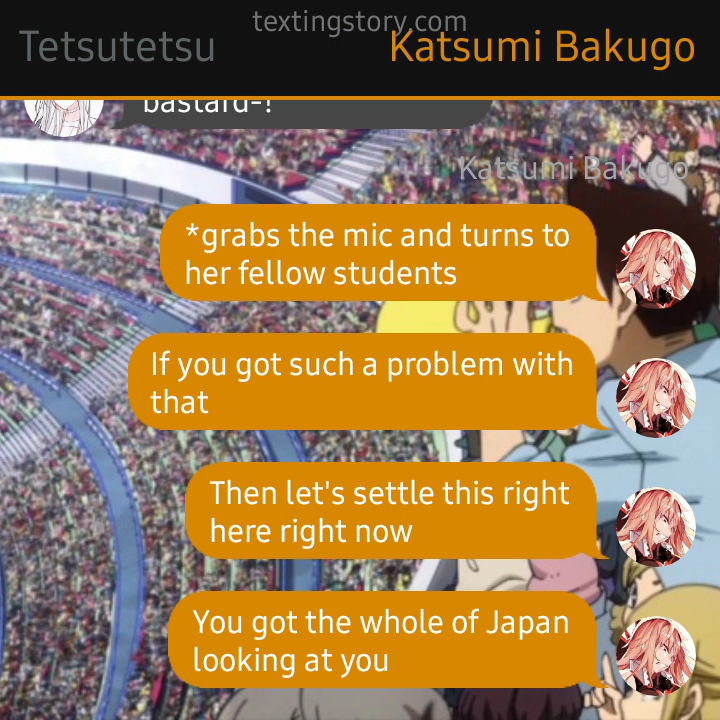 textingstory.com
Tetsutetsu
Katsumi Bakugo
bastard-!
Katsumi Bakugo
*grabs the mic and turns to
her fellow students
If you got such a problem with
that
Then let's settle this right
here right now
You got the whole of Japan
looking at you